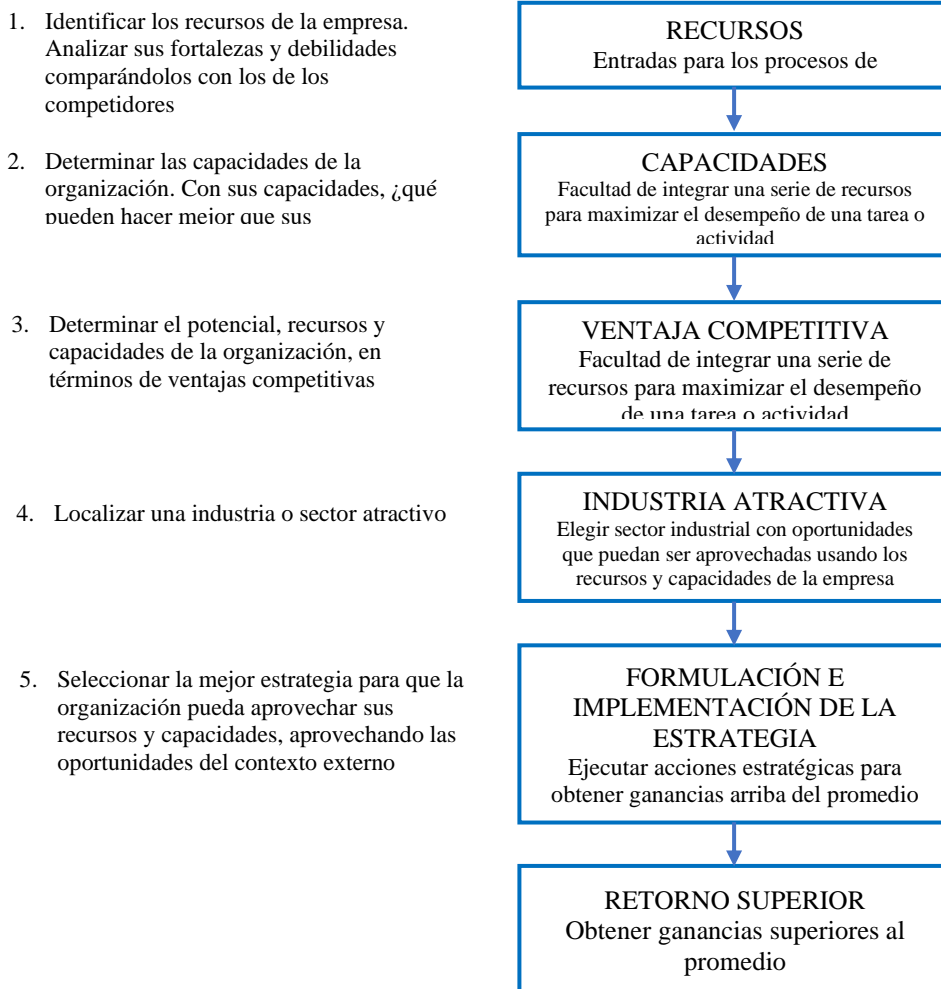 1. Identificar los recursos de la empresa.
Analizar sus fortalezas y debilidades
comparándolos con los de los
competidores
RECURSOS
Entradas para los procesos de
2. Determinar las capacidades de la
organización. Con sus capacidades, ¿qué
pueden hacer mejor que sus
CAPACIDADES
Facultad de integrar una serie de recursos
para maximizar el desempeño de una tarea o
actividad
3. Determinar el potencial, recursos y
capacidades de la organización, en
términos de ventajas competitivas
VENTAJA COMPETITIVA
Facultad de integrar una serie de
recursos para maximizar el desempeño
de una tarea o actividad
4. Localizar una industria o sector atractivo
INDUSTRIA ATRACTIVA
Elegir sector industrial con oportunidades
que puedan ser aprovechadas usando los
recursos y capacidades de la empresa
5. Seleccionar la mejor estrategia para que la
organización pueda aprovechar sus
recursos y capacidades, aprovechando las
oportunidades del contexto externo
FORMULACIÓN E
IMPLEMENTACIÓN DE LA
ESTRATEGIA
Ejecutar acciones estratégicas para
obtener ganancias arriba del promedio
RETORNO SUPERIOR
Obtener ganancias superiores al
promedio